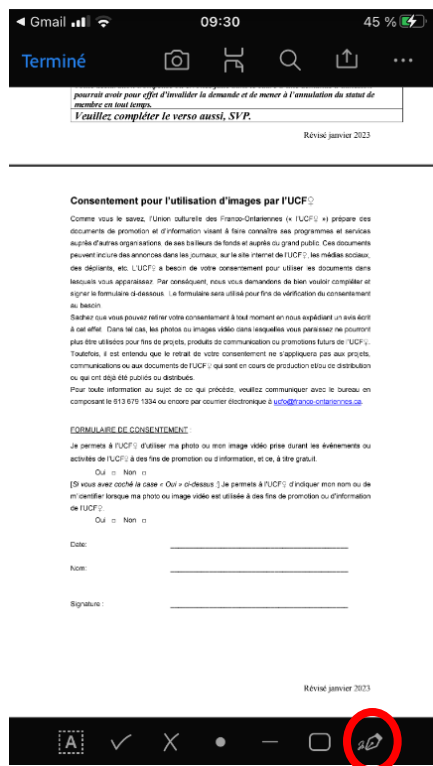 Gmail 09:30 45 %
Terminé
pourrait avoir pour effet d'invalider la demande et de mener à l'annulation du statut de
membre en tout temps.
Veuillez compléter le verso aussi, SVP.
Révisé janvier 2023
Consentement pour l'utilisation d'images par l'UCF♀
Comme vous le savez, l'Union culturelle des Franco-Ontariennes (« l'UCF♀ ») prépare des
documents de promotion et d'information visant à faire connaître ses programmes et services
auprès d'autres organisations, de ses bailleurs de fonds et auprès du grand public. Ces documents
peuvent inclure des annonces dans les journaux, sur le site internet de l'UCF♀, les médias sociaux,
des dépliants, etc. L'UCF♀ a besoin de votre consentement pour utiliser les documents dans
lesquels vous apparaissez. Par conséquent, nous vous demandons de bien vouloir compléter et
signer le formulaire ci-dessous. Le formulaire sera utilisé pour fins de vérification du consentement
au besoin.
Sachez que vous pouvez retirer votre consentement à tout moment en nous expédiant un avis écrit
à cet effet. Dans tel cas, les photos ou images vidéo dans lesquelles vous paraissez ne pourront
plus être utilisées pour fins de projets, produits de communication ou promotions futurs de l'UCF♀.
Toutefois, il est entendu que le retrait de votre consentement ne s'appliquera pas aux projets,
communications ou aux documents de l'UCF♀ qui sont en cours de production et/ou de distribution
ou qui ont déjà été publiés ou distribués.
Pour toute information au sujet de ce qui précède, veuillez communiquer avec le bureau en
composant le 613 679 1334 ou encore par courrier électronique à ucfo@franco-ontariennes.ca.
FORMULAIRE DE CONSENTEMENT :
Je permets à l'UCF♀ d'utiliser ma photo ou mon image vidéo prise durant les événements ou
activités de l'UCF♀ à des fins de promotion ou d'information, et ce, à titre gratuit.
Oui □ Non □
[Si vous avez coché la case « Oui » ci-dessus :] Je permets à l'UCF♀ d'indiquer mon nom ou de
m'identifier lorsque ma photo ou image vidéo est utilisée à des fins de promotion ou d'information
de l'UCF♀:
Oui □ Non □
Date:
Nom:
Signature :
Révisé janvier 2023
A